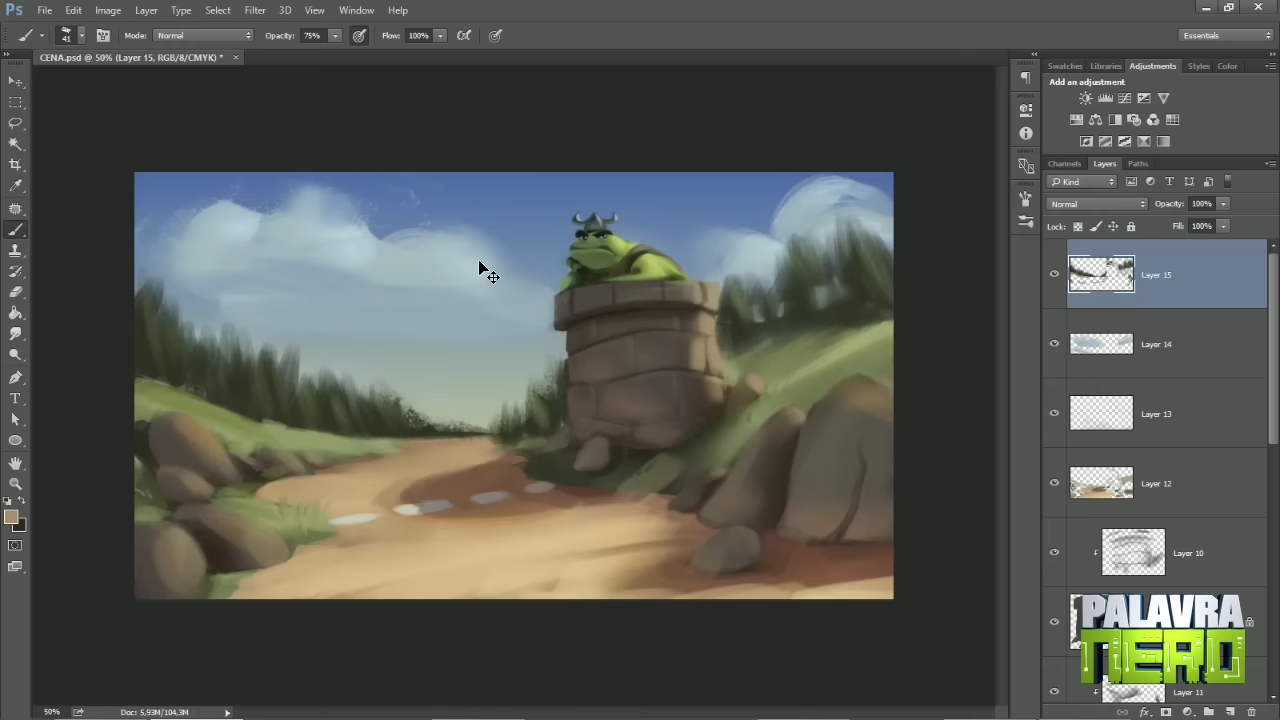 Ps File Edit Image Layer Type Select Filter 3D View Window Help
41 Mode: Normal Opacity: 75% Flow: 100% Essentials
CENA.psd @ 50% (Layer 15, RGB/8/CMYK) * ×
Swatches Libraries Adjustments Styles Color
Add an adjustment
Channels Layers Paths
Kind
Normal Opacity: 100%
Lock: Fill: 100%
Layer 15
Layer 14
Layer 13
Layer 12
Layer 10
PALAVRA
NERD
Layer 11
50% Doc: 5,93M/104,3M